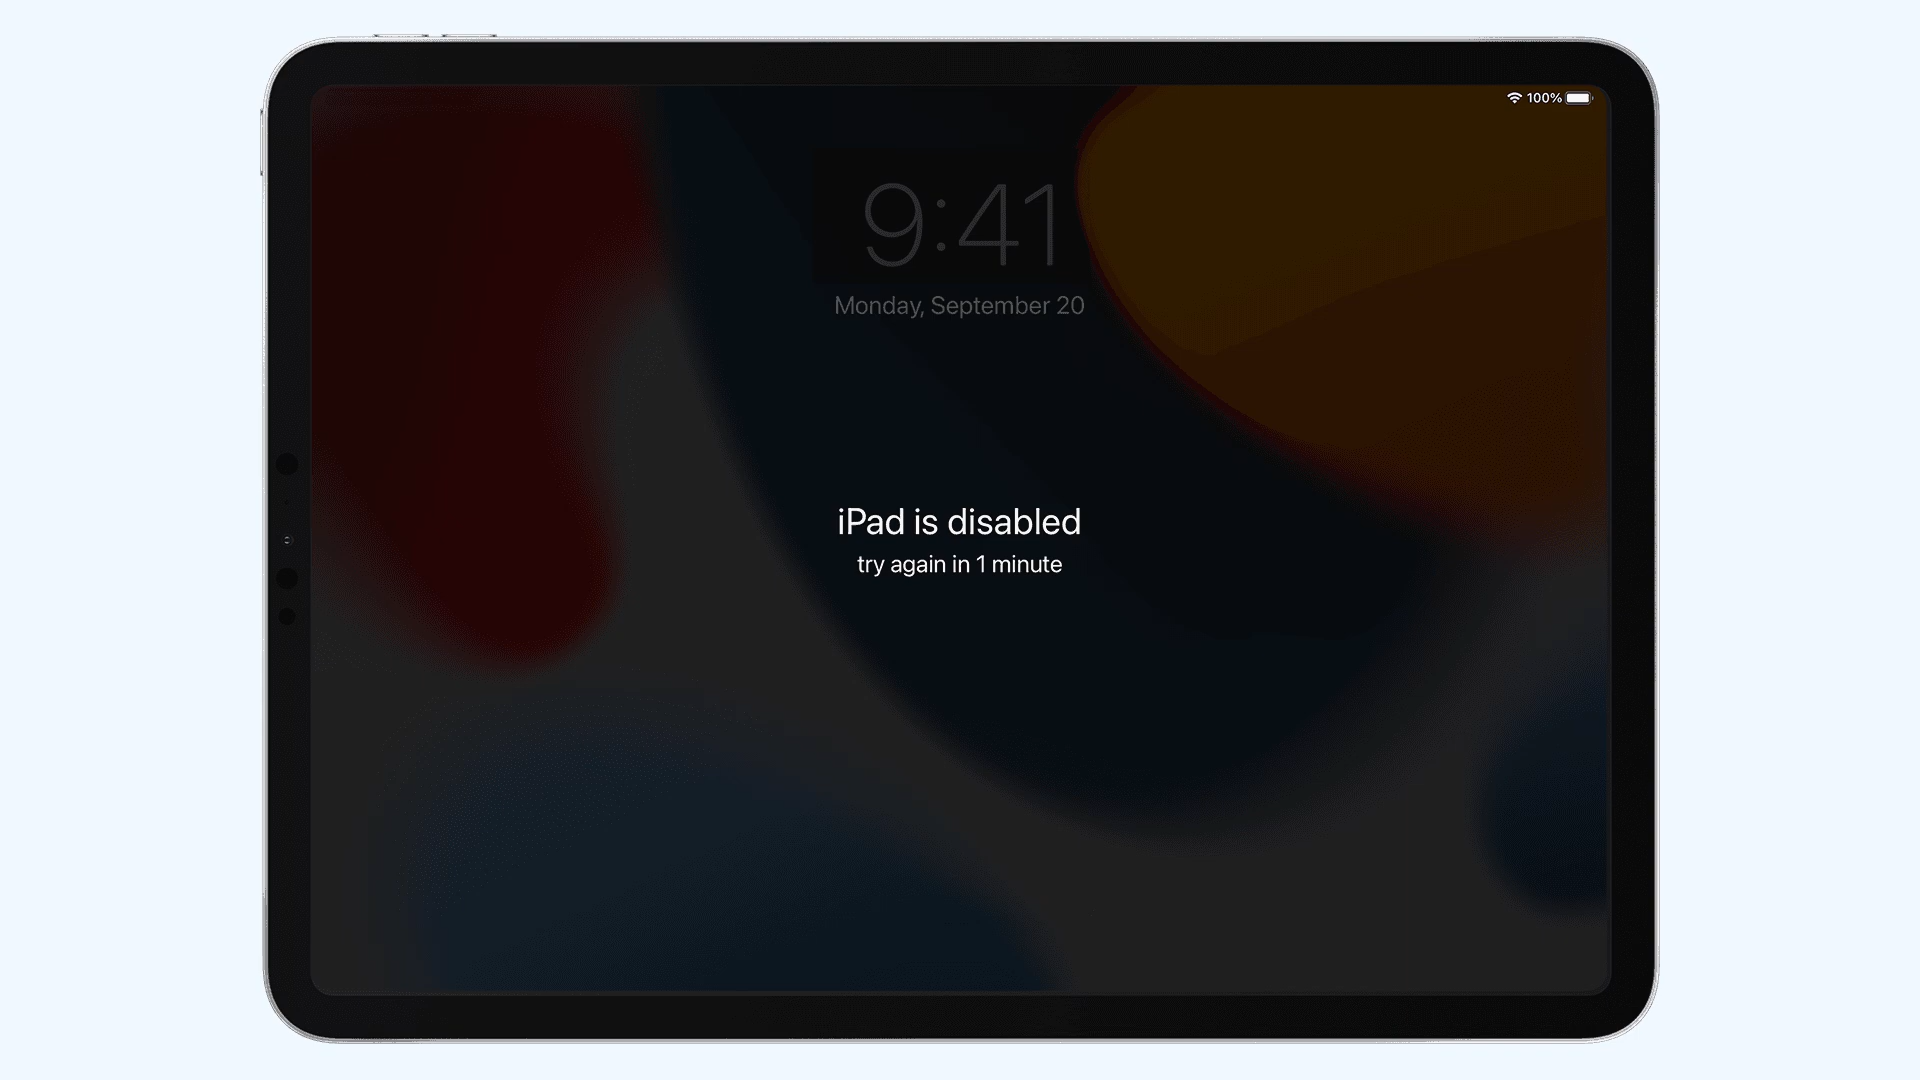 100%
9:41
Monday, September 20
iPad is disabled
try again in 1 minute